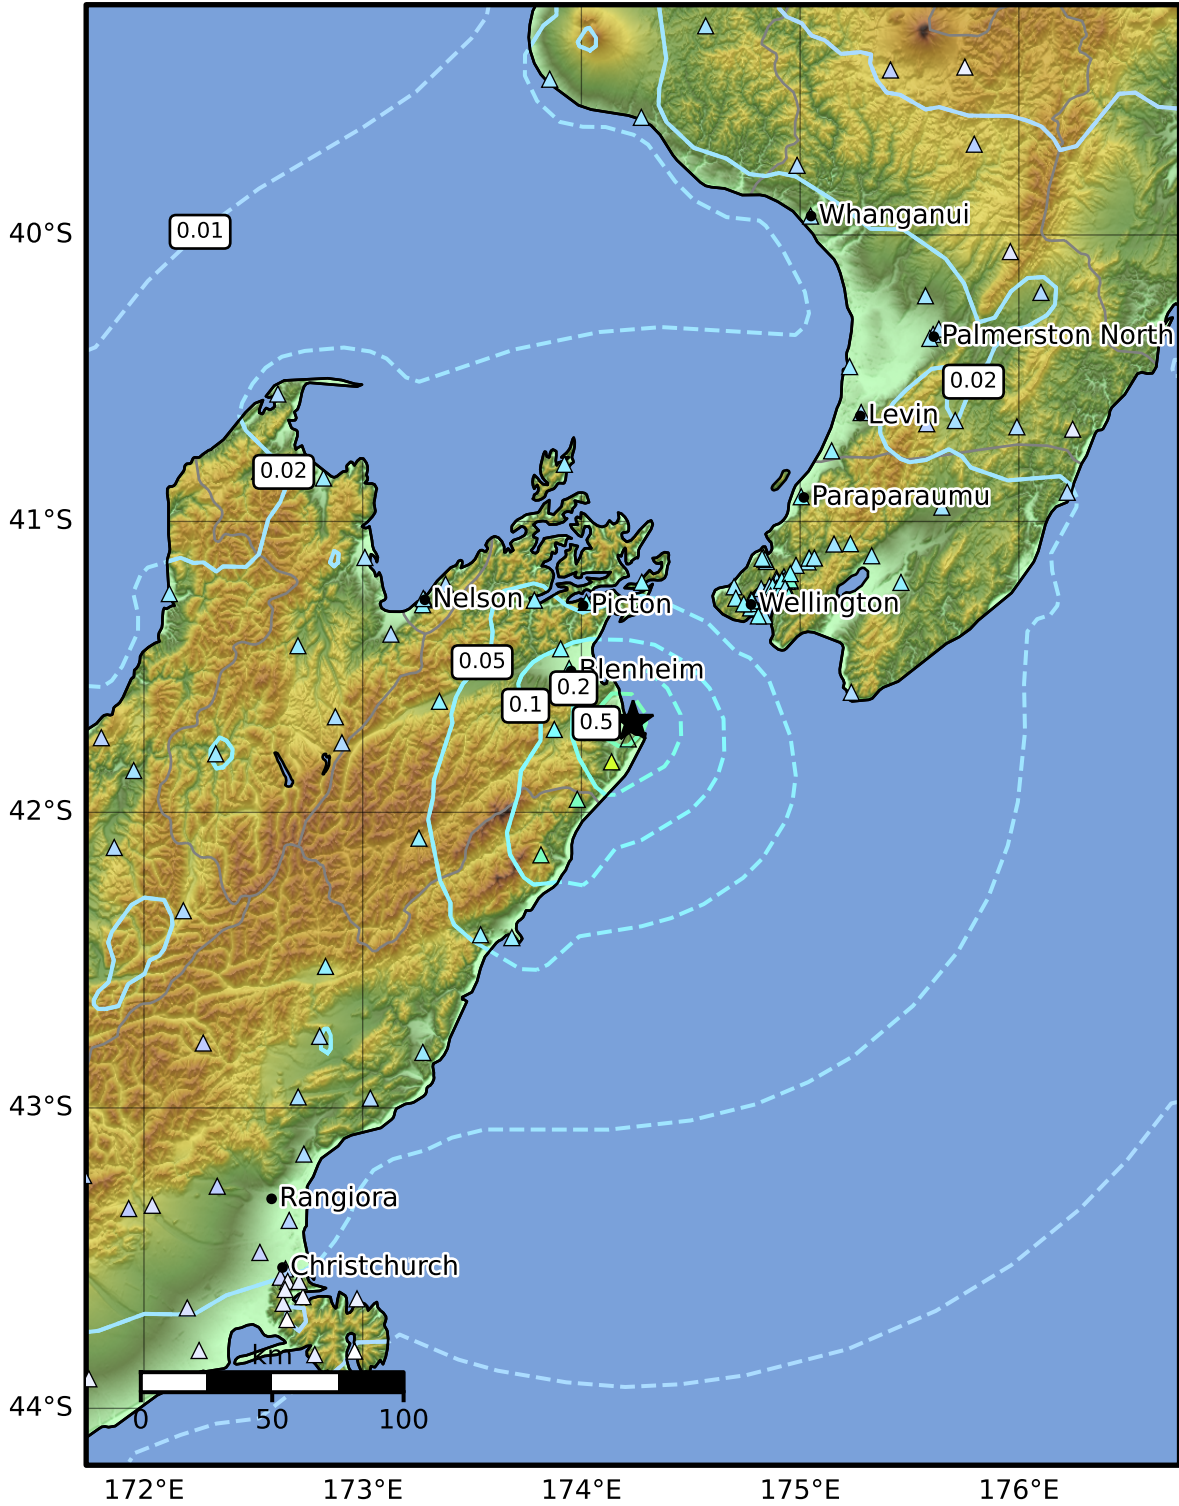 0.01
40°S
Whanganui
Palmerston North
0.02
Levin
0.02
Paraparaumu
41°S
Nelson
Picton
Wellington
0.05
Blenheim
0.2
0.1
0.5
42°S
43°S
Rangiora
Christchurch
km
44°S
0
50
100
172°E
173°E
174°E
175°E
176°E